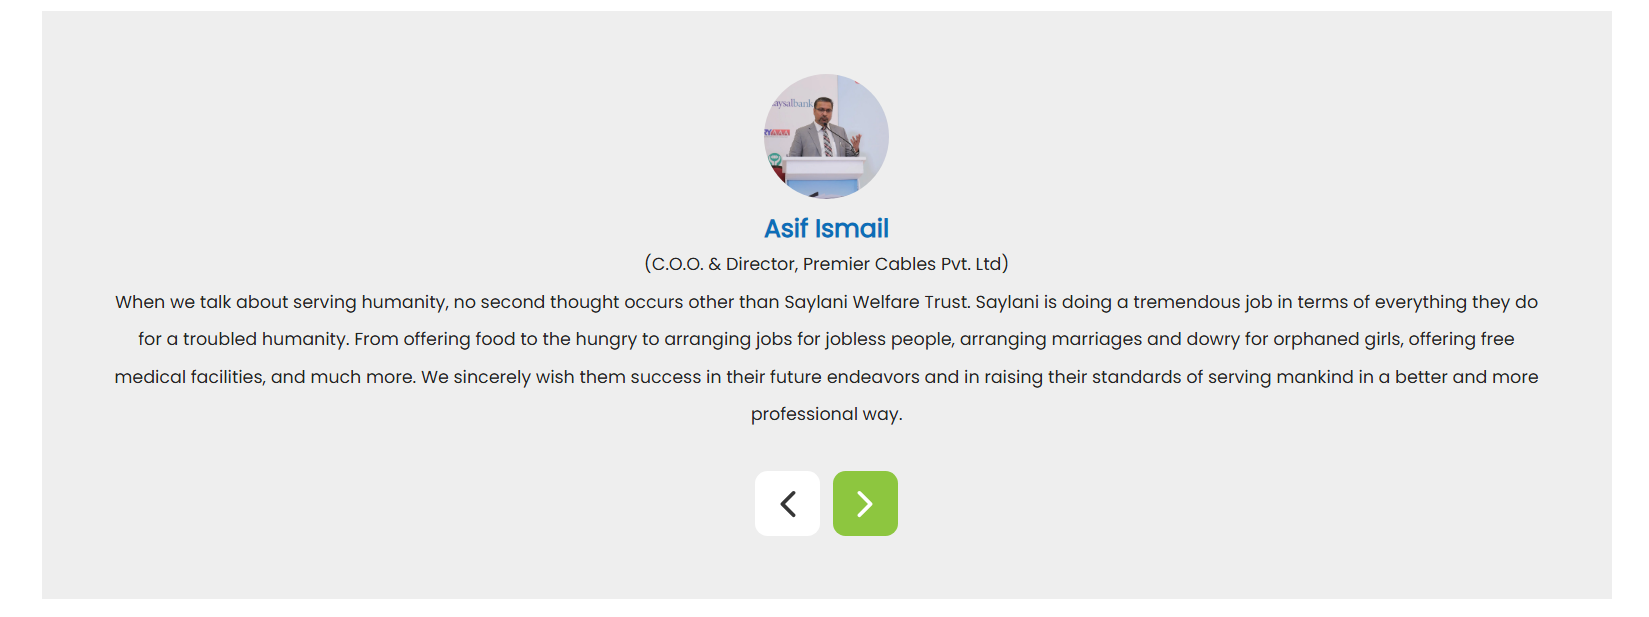 aysalbank
Asif Ismail
(C.O.O. & Director, Premier Cables Pvt. Ltd)
When we talk about serving humanity, no second thought occurs other than Saylani Welfare Trust. Saylani is doing a tremendous job in terms of everything they do
for a troubled humanity. From offering food to the hungry to arranging jobs for jobless people, arranging marriages and dowry for orphaned girls, offering free
medical facilities, and much more. We sincerely wish them success in their future endeavors and in raising their standards of serving mankind in a better and more
professional way.